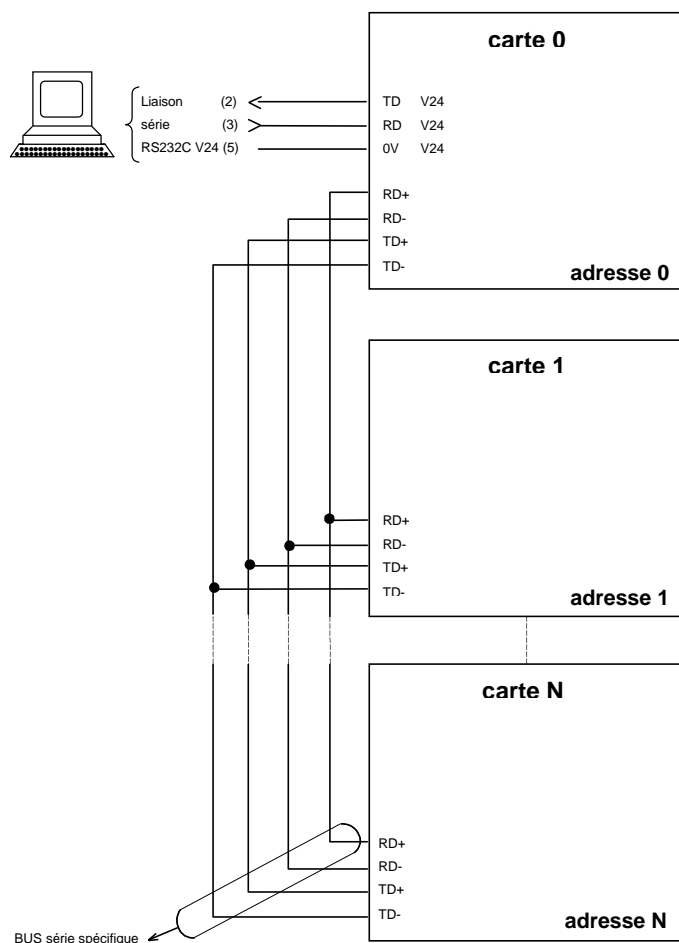 carte 0
Liaison (2) TD V24
série (3) RD V24
RS232C V24 (5) 0V V24
RD+
RD-
TD+
TD-
adresse 0
carte 1
RD+
RD-
TD+
TD-
adresse 1
carte N
RD+
RD-
TD+
TD-
adresse N
BUS série spécifique